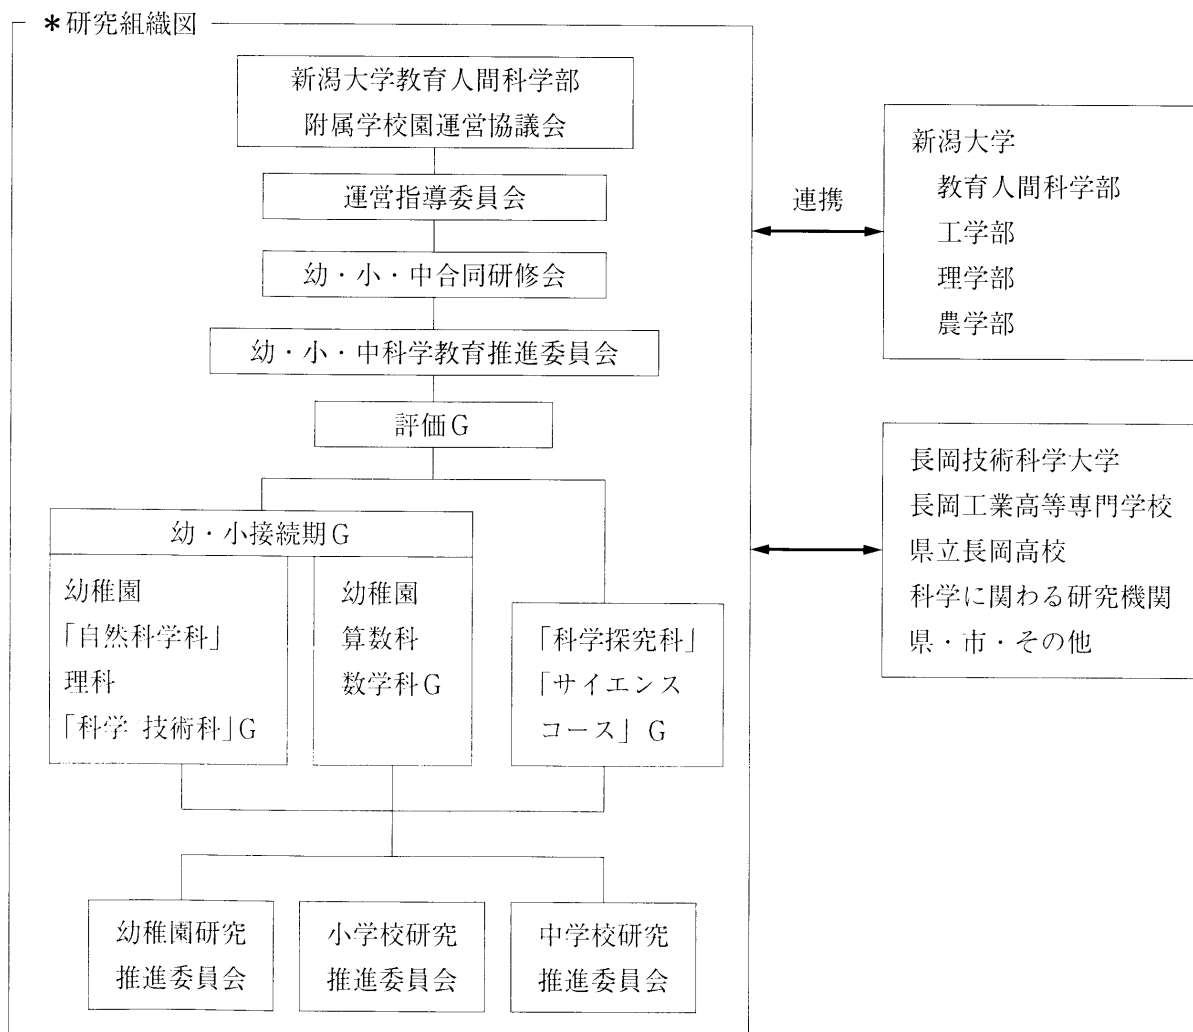 ＊研究組織図
新潟大学教育人間科学部
附属学校園運営協議会
運営指導委員会
幼・小・中合同研修会
幼・小・中科学教育推進委員会
評価G
幼・小接続期G
幼稚園
「自然科学科」
理科
「科学 技術科」G
幼稚園
算数科
数学科G
「科学探究科」
「サイエンス
コース」G
幼稚園研究
推進委員会
小学校研究
推進委員会
中学校研究
推進委員会
連携
新潟大学
教育人間科学部
工学部
理学部
農学部
長岡技術科学大学
長岡工業高等専門学校
県立長岡高校
科学に関わる研究機関
県・市・その他